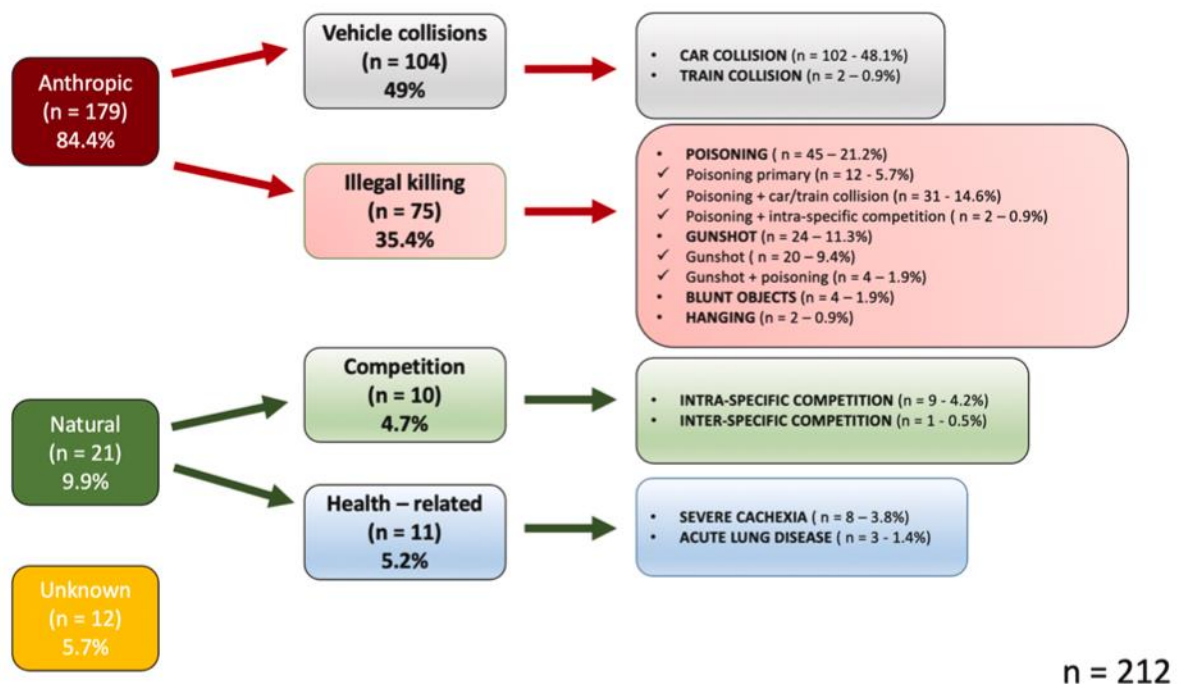 Anthropic
(n = 179)
84.4%
Vehicle collisions
(n = 104)
49%
• CAR COLLISION (n = 102 - 48.1%)
• TRAIN COLLISION (n = 2 – 0.9%)
Illegal killing
(n = 75)
35.4%
• POISONING ( n = 45 – 21.2%)
✓ Poisoning primary (n = 12 - 5.7%)
✓ Poisoning + car/train collision (n = 31 - 14.6%)
✓ Poisoning + intra-specific competition ( n = 2 – 0.9%)
• GUNSHOT (n = 24 – 11.3%)
✓ Gunshot ( n = 20 – 9.4%)
✓ Gunshot + poisoning (n = 4 – 1.9%)
• BLUNT OBJECTS (n = 4 – 1.9%)
• HANGING (n = 2 – 0.9%)
Natural
(n = 21)
9.9%
Competition
(n = 10)
4.7%
• INTRA-SPECIFIC COMPETITION (n = 9 - 4.2%)
• INTER-SPECIFIC COMPETITION (n = 1 - 0.5%)
Health – related
(n = 11)
5.2%
• SEVERE CACHEXIA ( n = 8 – 3.8%)
• ACUTE LUNG DISEASE ( n = 3 - 1.4%)
Unknown
(n = 12)
5.7%
n = 212